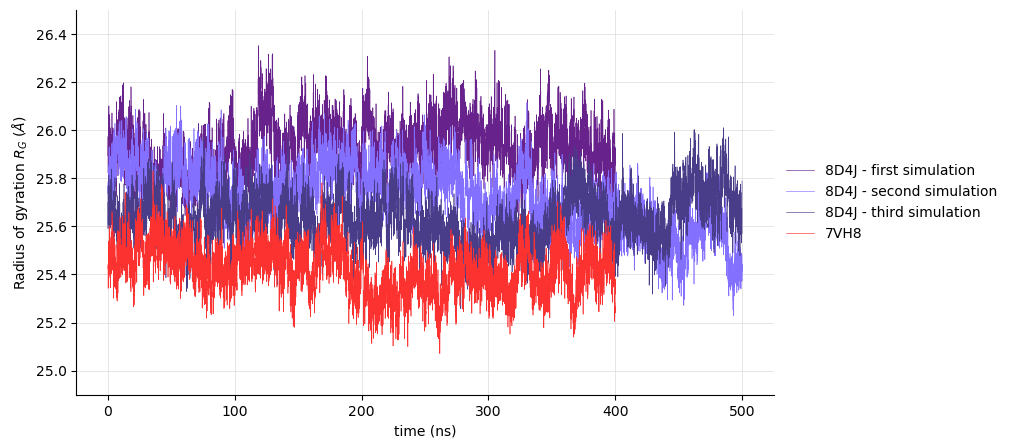 26.4
26.2
26.0
25.8
25.6
25.4
25.2
25.0
Radius of gyration R_G (Å)
0 100 200 300 400 500
time (ns)
8D4J - first simulation
8D4J - second simulation
8D4J - third simulation
7VH8